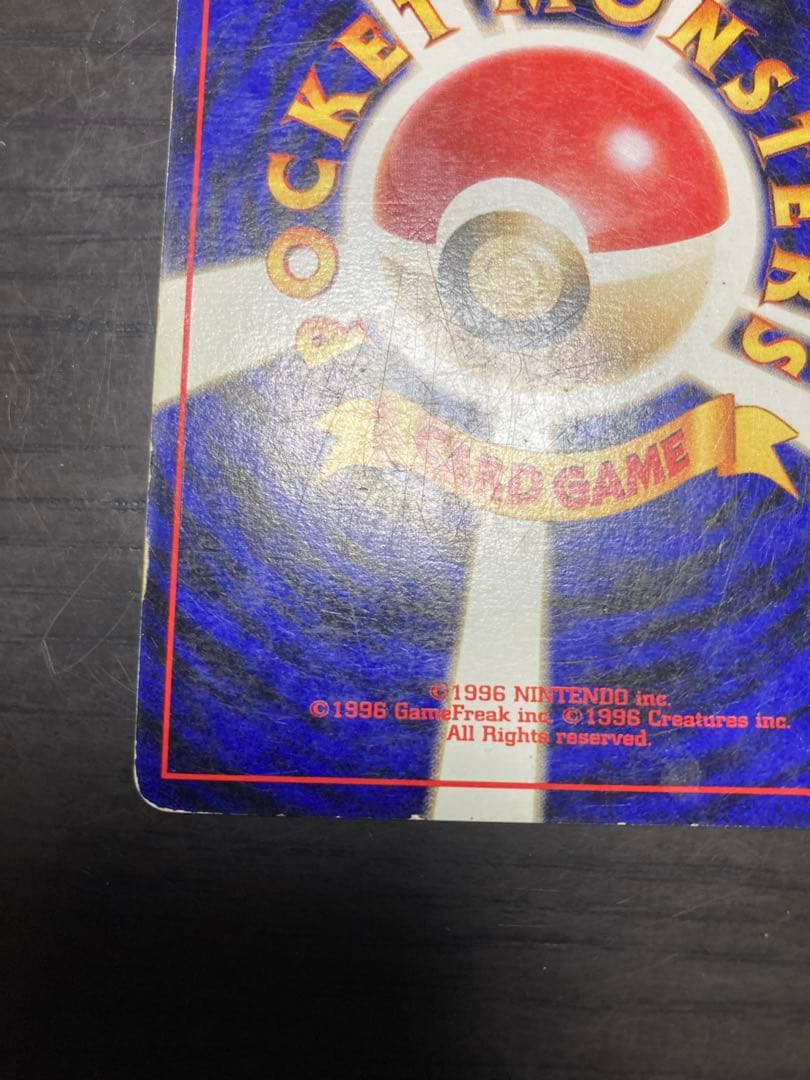 POCKET MONSTERS
CARD GAME
©1996 NINTENDO inc.
©1996 GameFreak inc. ©1996 Creatures inc.
All Rights reserved.